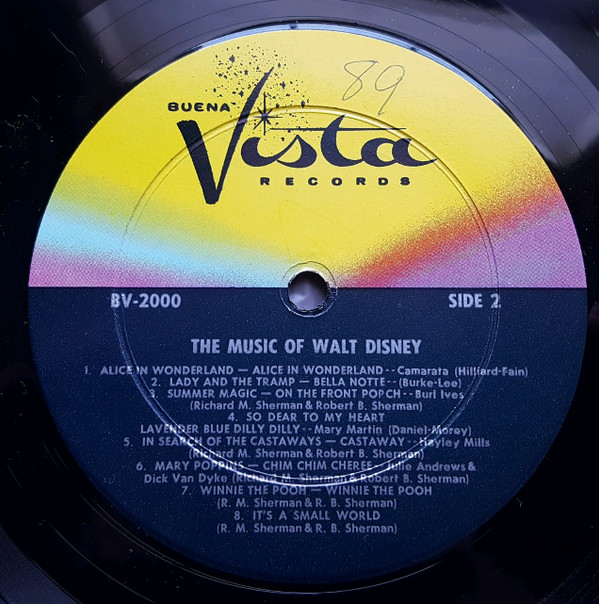 89
BUENA
Vista
RECORDS
BV-2000 SIDE 2
THE MUSIC OF WALT DISNEY
1. ALICE IN WONDERLAND — ALICE IN WONDERLAND - - Camarata (Hilliard-Fain)
2. LADY AND THE TRAMP — BELLA NOTTE - - (Burke-Lee)
3. SUMMER MAGIC — ON THE FRONT POPCH - - Burl Ives
(Richard M. Sherman & Robert B. Sherman)
4. SO DEAR TO MY HEART
LAVENDER BLUE DILLY DILLY - - Mary Martin (Daniel-Morey)
5. IN SEARCH OF THE CASTAWAYS — CASTAWAY - - Hayley Mills
(Richard M. Sherman & Robert B. Sherman)
6. MARY POPPINS — CHIM CHIM CHEREE - - Julie Andrews &
Dick Van Dyke (Richard M. Sherman & Robert B. Sherman)
7. WINNIE THE POOH — WINNIE THE POOH
(R. M. Sherman & R. B. Sherman)
8. IT'S A SMALL WORLD
(R. M. Sherman & R. B. Sherman)